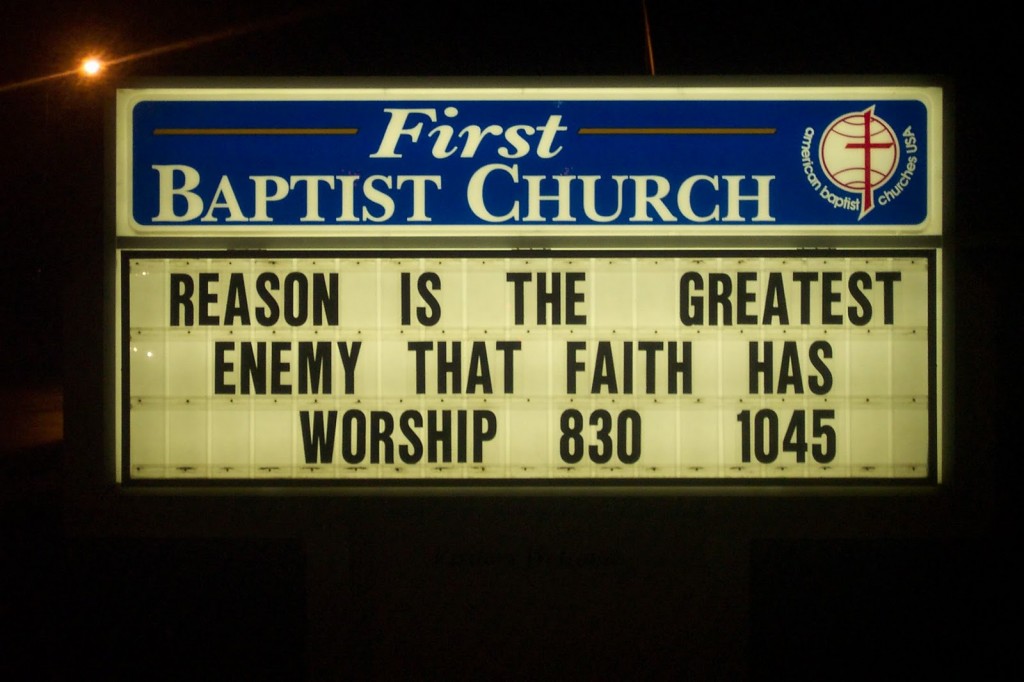 First
BAPTIST CHURCH
american baptist churches USA
REASON IS THE GREATEST
ENEMY THAT FAITH HAS
WORSHIP 830 1045